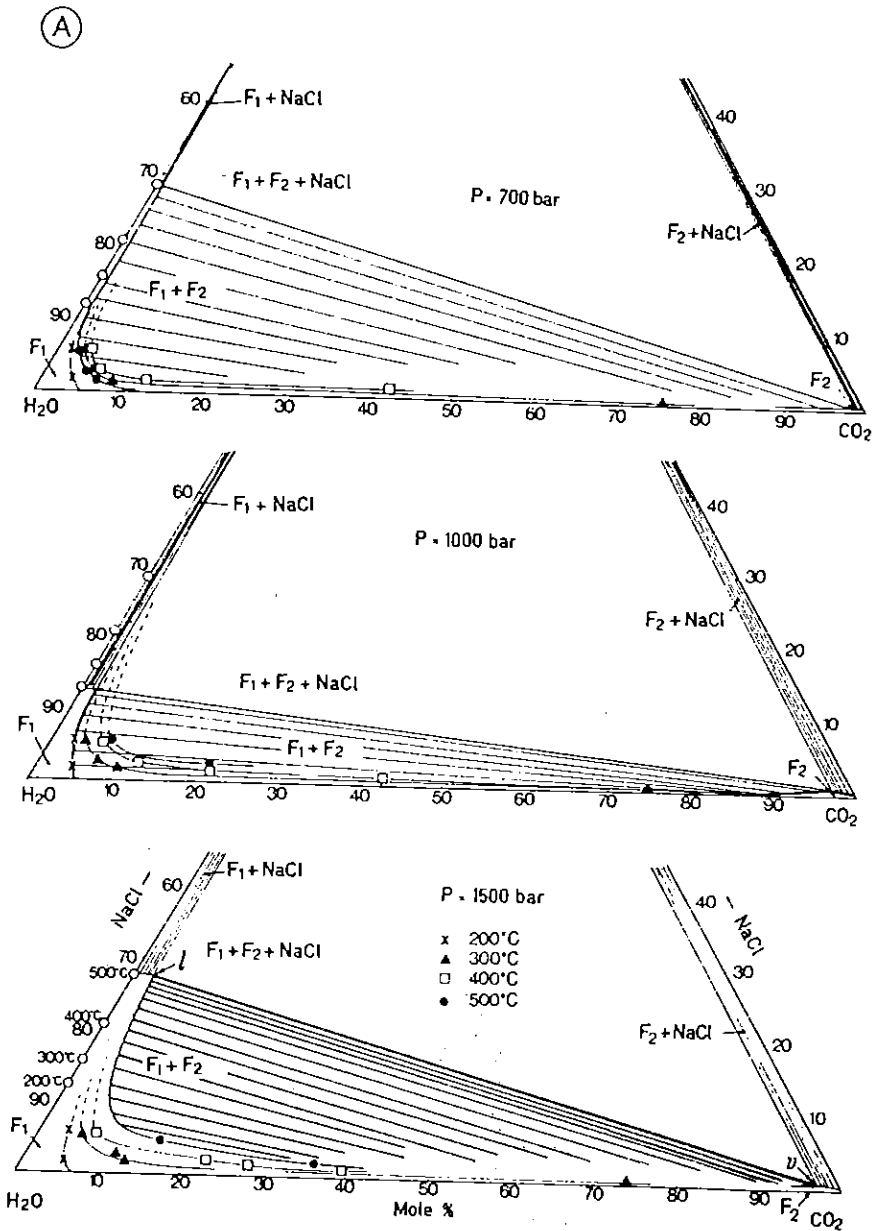 A
60
F₁ + NaCl
40
70
F₁ + F₂ + NaCl
P = 700 bar
30
F₂ + NaCl
80
20
F₁ + F₂
90
10
F₁
F₂
H₂O
10 20 30 40 50 60 70 80 90
CO₂
60
F₁ + NaCl
40
P = 1000 bar
70
30
80
F₂ + NaCl
20
F₁ + F₂ + NaCl
90
10
F₁
F₁ + F₂
F₂
H₂O
10 20 30 40 50 60 70 80 90
CO₂
NaCl
60
F₁ + NaCl
P = 1500 bar
40
NaCl
x 200°C
▲ 300°C
□ 400°C
● 500°C
70
500°C
l
F₁ + F₂ + NaCl
30
400°C
80
F₂ + NaCl
20
300°C
F₁ + F₂
200°C
90
10
F₁
υ
H₂O
10 20 30 40 50 60 70 80 90
F₂
CO₂
Mole %